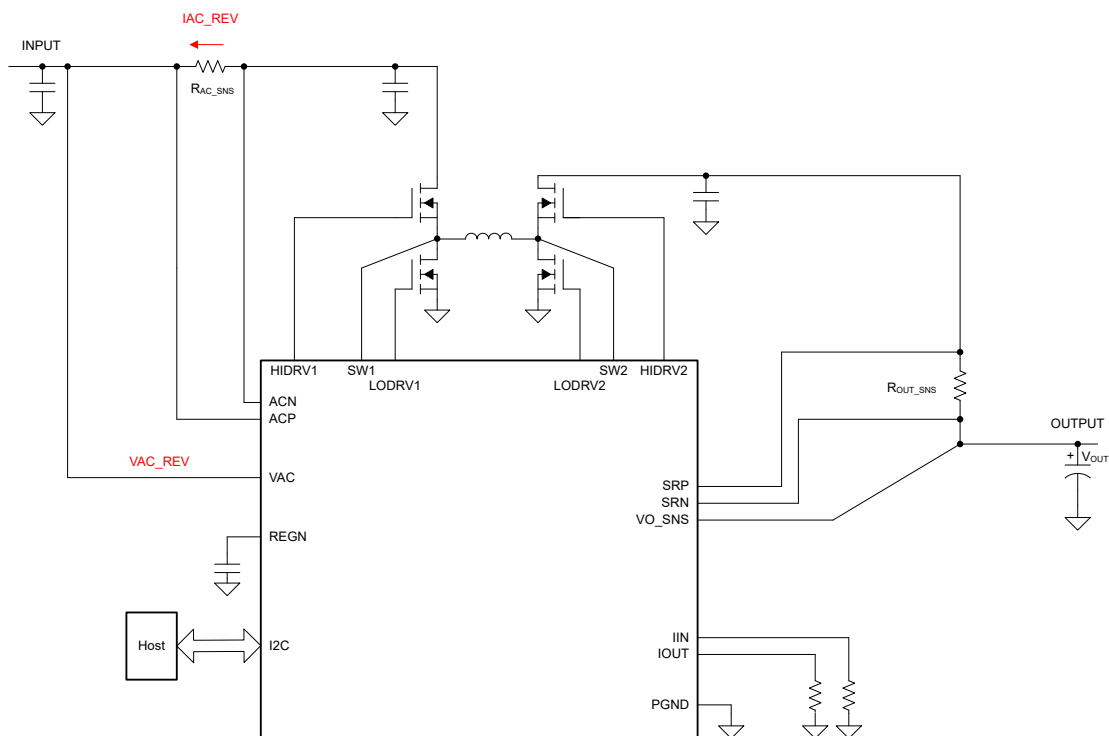 IAC_REV
INPUT
RAC_SNS
HIDRV1
SW1
LODRV1
LODRV2
SW2
HIDRV2
ACN
ACP
VAC_REV
VAC
REGN
Host
I2C
ROUT_SNS
OUTPUT
+ VOUT
SRP
SRN
VO_SNS
IIN
IOUT
PGND